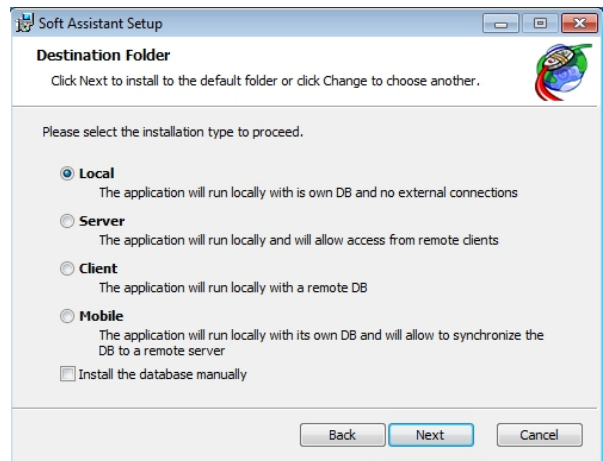 Soft Assistant Setup
Destination Folder
Click Next to install to the default folder or click Change to choose another.
Please select the installation type to proceed.
Local
The application will run locally with is own DB and no external connections
Server
The application will run locally and will allow access from remote clients
Client
The application will run locally with a remote DB
Mobile
The application will run locally with its own DB and will allow to synchronize the
DB to a remote server
Install the database manually
Back Next Cancel